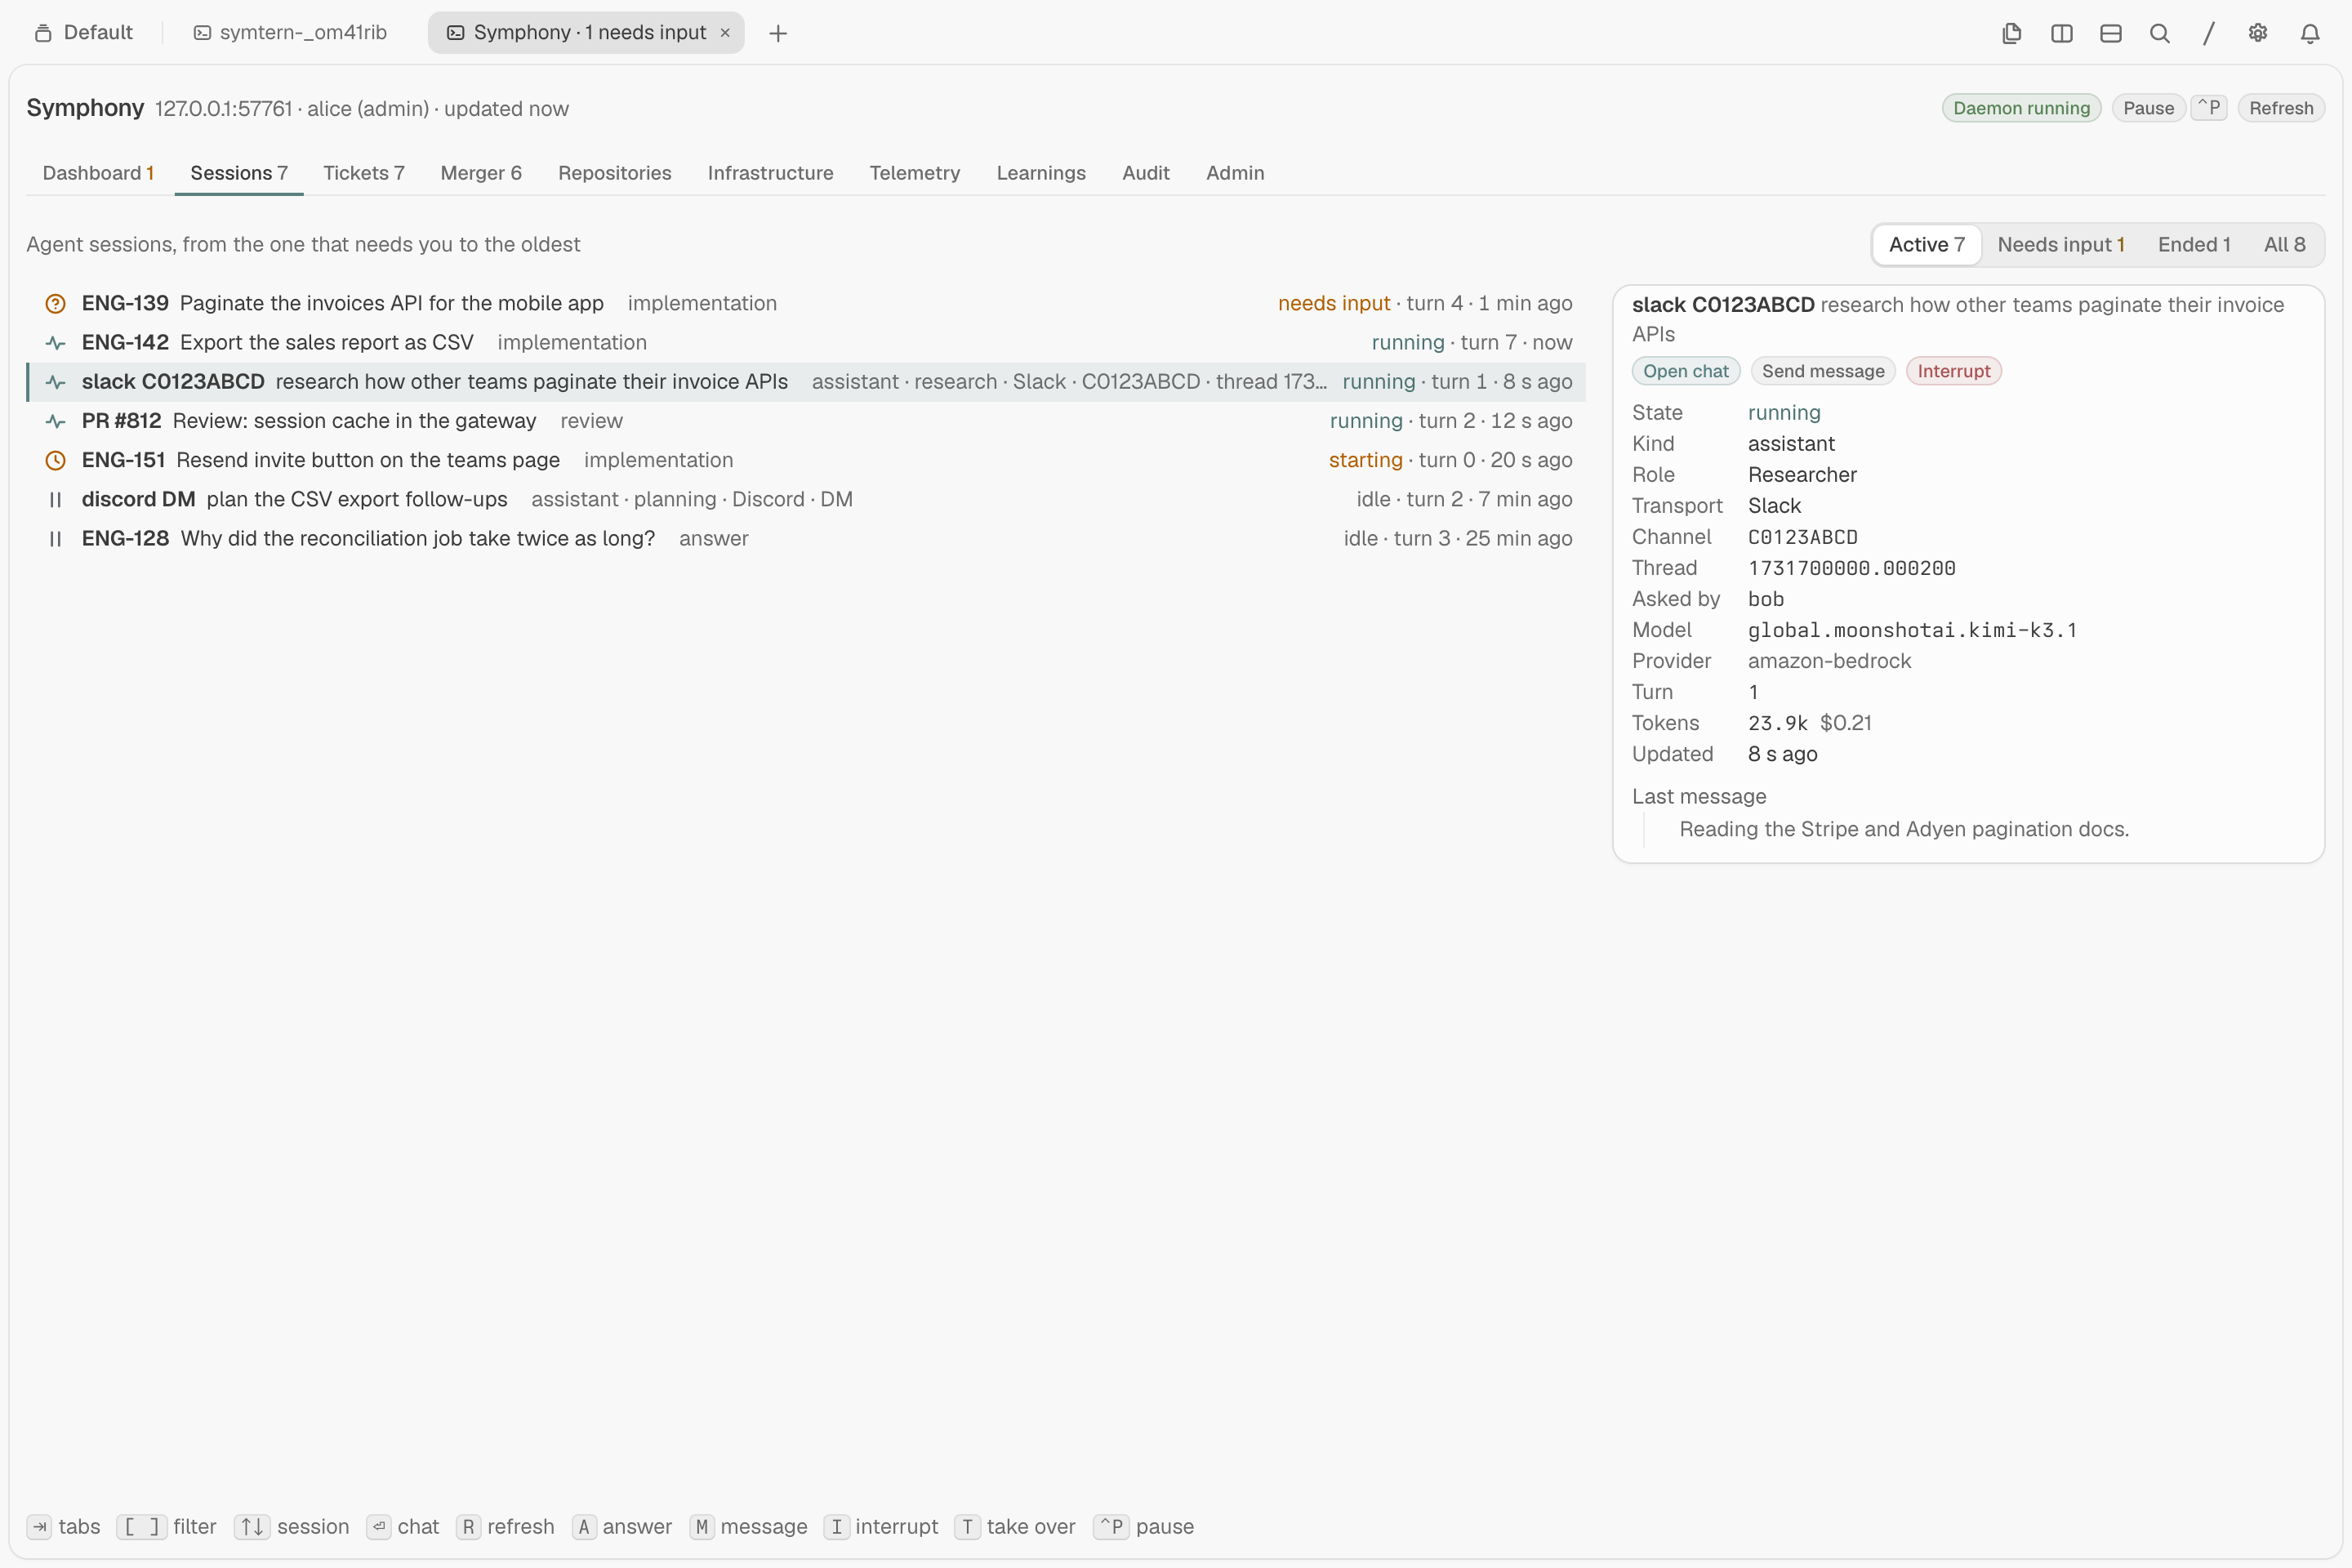 Default symtern-_om41rib Symphony · 1 needs input × +
Symphony 127.0.0.1:57761 · alice (admin) · updated now Daemon running Pause ^P Refresh
Dashboard 1 Sessions 7 Tickets 7 Merger 6 Repositories Infrastructure Telemetry Learnings Audit Admin
Agent sessions, from the one that needs you to the oldest Active 7 Needs input 1 Ended 1 All 8
ENG-139 Paginate the invoices API for the mobile app implementation needs input · turn 4 · 1 min ago
ENG-142 Export the sales report as CSV implementation running · turn 7 · now
slack C0123ABCD research how other teams paginate their invoice APIs assistant · research · Slack · C0123ABCD · thread 173... running · turn 1 · 8 s ago
PR #812 Review: session cache in the gateway review running · turn 2 · 12 s ago
ENG-151 Resend invite button on the teams page implementation starting · turn 0 · 20 s ago
discord DM plan the CSV export follow-ups assistant · planning · Discord · DM idle · turn 2 · 7 min ago
ENG-128 Why did the reconciliation job take twice as long? answer idle · turn 3 · 25 min ago
slack C0123ABCD research how other teams paginate their invoice
APIs
Open chat Send message Interrupt
State running
Kind assistant
Role Researcher
Transport Slack
Channel C0123ABCD
Thread 1731700000.000200
Asked by bob
Model global.moonshotai.kimi-k3.1
Provider amazon-bedrock
Turn 1
Tokens 23.9k $0.21
Updated 8 s ago
Last message
Reading the Stripe and Adyen pagination docs.
⇥ tabs [ ] filter ↑↓ session ⏎ chat R refresh A answer M message I interrupt T take over ^P pause